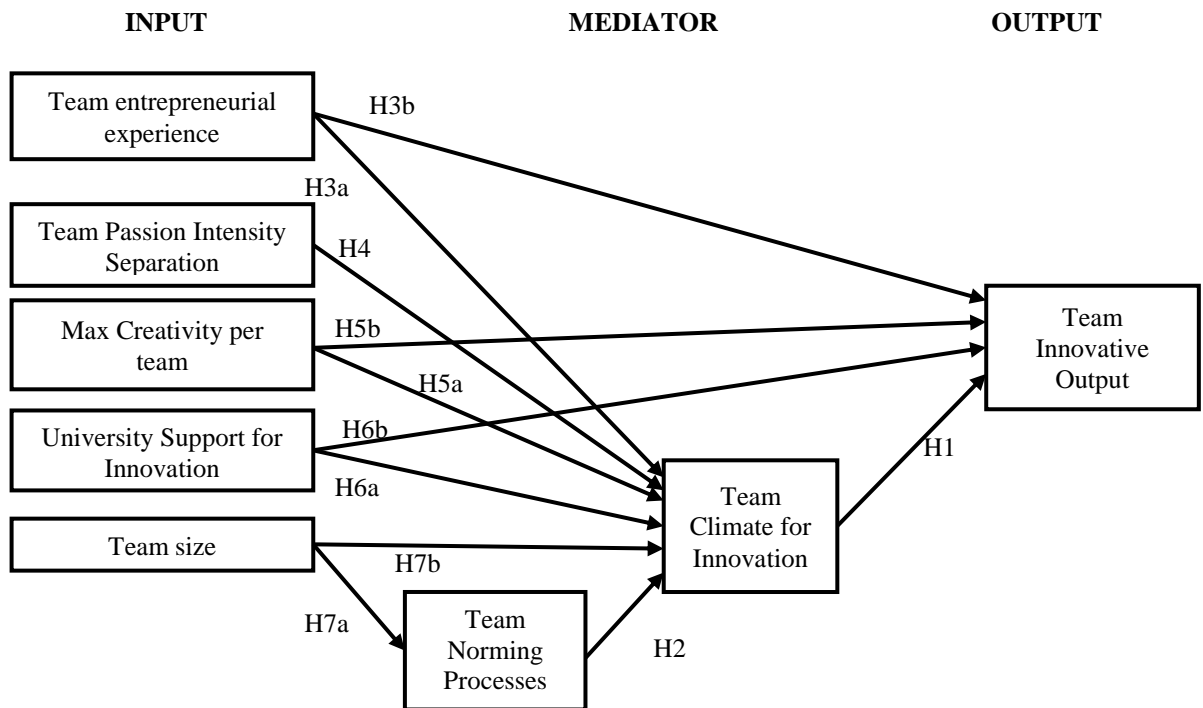 INPUT
MEDIATOR
OUTPUT
Team entrepreneurial
experience
H3b
H3a
Team Passion Intensity
Separation
H4
Max Creativity per
team
H5b
H5a
Team
Innovative
Output
University Support for
Innovation
H6b
H6a
H1
Team
Climate for
Innovation
Team size
H7b
H7a
Team
Norming
Processes
H2